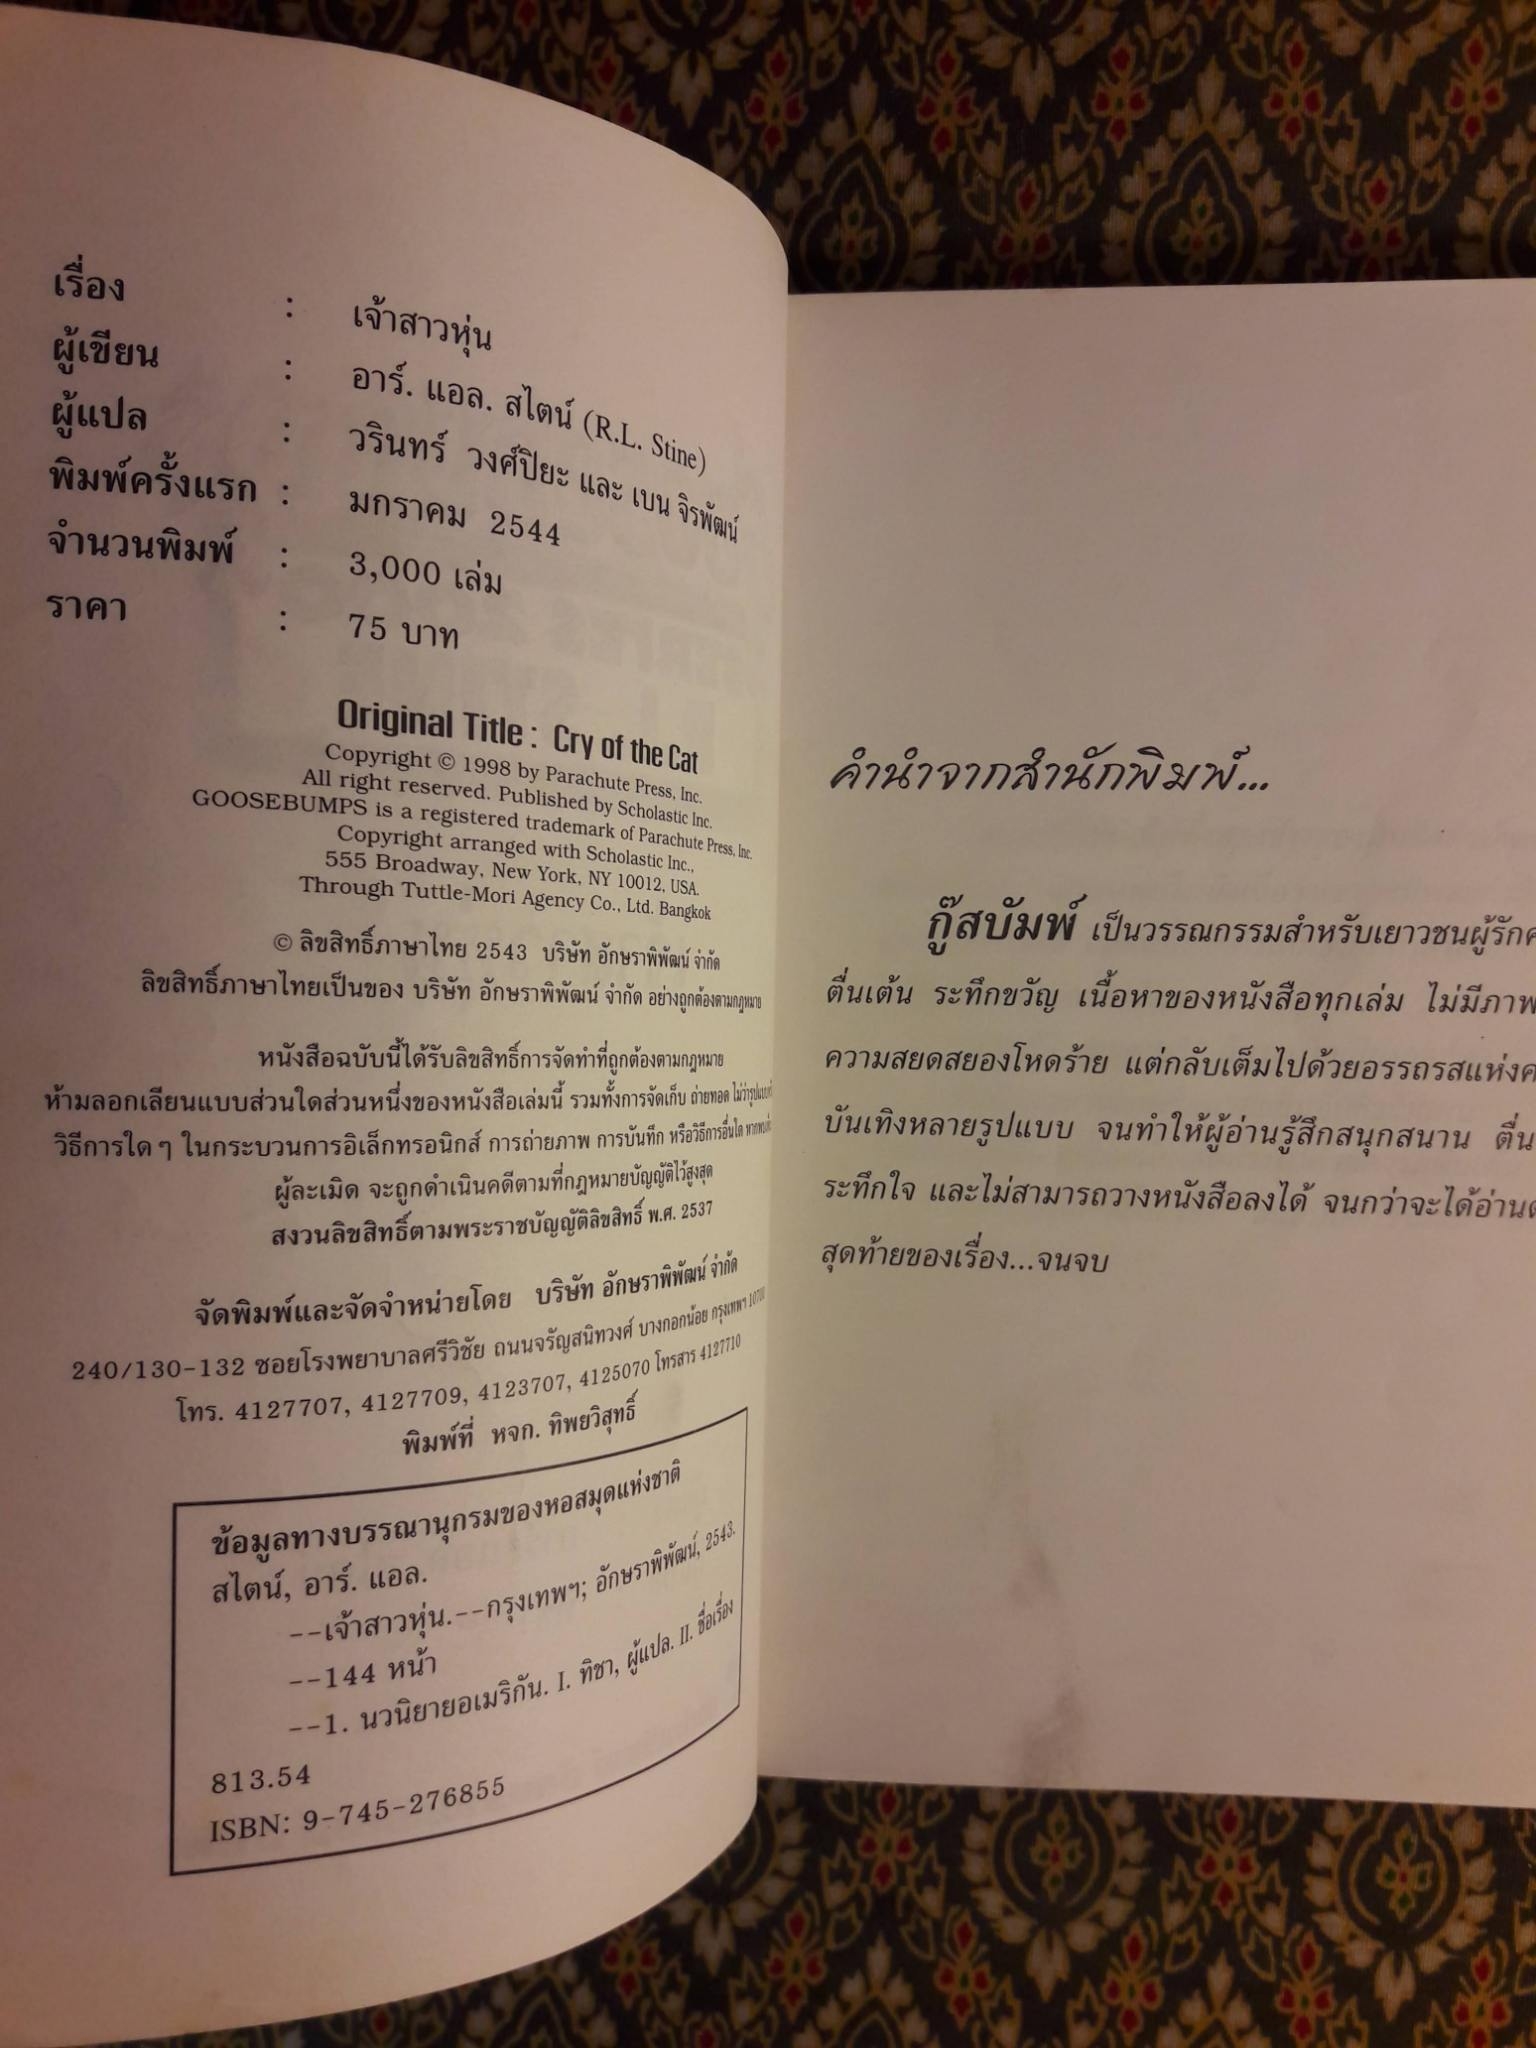 เรื่อง : เจ้าสาวหุ่น
ผู้เขียน : อาร์. แอล. สไตน์ (R.L. Stine)
ผู้แปล : วรินทร์ วงศ์ปิยะ และ เบน จิรพัฒน์
พิมพ์ครั้งแรก : มกราคม 2544
จำนวนพิมพ์ : 3,000 เล่ม
ราคา : 75 บาท
Original Title : Cry of the Cat
Copyright © 1998 by Parachute Press, Inc.
All right reserved. Published by Scholastic Inc.
GOOSEBUMPS is a registered trademark of Parachute Press, Inc.
Copyright arranged with Scholastic Inc.,
555 Broadway, New York, NY 10012, USA.
Through Tuttle-Mori Agency Co., Ltd. Bangkok
© ลิขสิทธิ์ภาษาไทย 2543 บริษัท อักษราพิพัฒน์ จำกัด
ลิขสิทธิ์ภาษาไทยเป็นของ บริษัท อักษราพิพัฒน์ จำกัด อย่างถูกต้องตามกฎหมาย
หนังสือฉบับนี้ได้รับลิขสิทธิ์การจัดทำที่ถูกต้องตามกฎหมาย
ห้ามลอกเลียนแบบส่วนใดส่วนหนึ่งของหนังสือเล่มนี้ รวมทั้งการจัดเก็บ ถ่ายทอด ไม่ว่ารูปแบบ
วิธีการใด ๆ ในกระบวนการอิเล็กทรอนิกส์ การถ่ายภาพ การบันทึก หรือวิธีการอื่นใด
ผู้ละเมิด จะถูกดำเนินคดีตามที่กฎหมายบัญญัติไว้สูงสุด
สงวนลิขสิทธิ์ตามพระราชบัญญัติลิขสิทธิ์ พ.ศ. 2537
จัดพิมพ์และจัดจำหน่ายโดย บริษัท อักษราพิพัฒน์ จำกัด
240/130-132 ซอยโรงพยาบาลศรีวิชัย ถนนจรัญสนิทวงศ์ บางกอกน้อย กรุงเทพฯ 10700
โทร. 4127707, 4127709, 4123707, 4125070 โทรสาร 4127710
พิมพ์ที่ หจก. ทิพยวิสุทธิ์
ข้อมูลทางบรรณานุกรมของหอสมุดแห่งชาติ
สไตน์, อาร์. แอล.
--เจ้าสาวหุ่น.--กรุงเทพฯ; อักษราพิพัฒน์, 2543.
--144 หน้า
--1. นวนิยายอเมริกัน. I. ทิชา, ผู้แปล. II. ชื่อเรื่อง
813.54
ISBN: 9-745-276855
คำนำจากสำนักพิมพ์...
กู๊สบัมพ์ เป็นวรรณกรรมสำหรับเยาวชนผู้รัก
ตื่นเต้น ระทึกขวัญ เนื้อหาของหนังสือทุกเล่ม ไม่มีภาพ
ความสยดสยองโหดร้าย แต่กลับเต็มไปด้วยอรรถรสแห่ง
บันเทิงหลายรูปแบบ จนทำให้ผู้อ่านรู้สึกสนุกสนาน ตื่น
ระทึกใจ และไม่สามารถวางหนังสือลงได้ จนกว่าจะได้อ่าน
สุดท้ายของเรื่อง...จนจบ